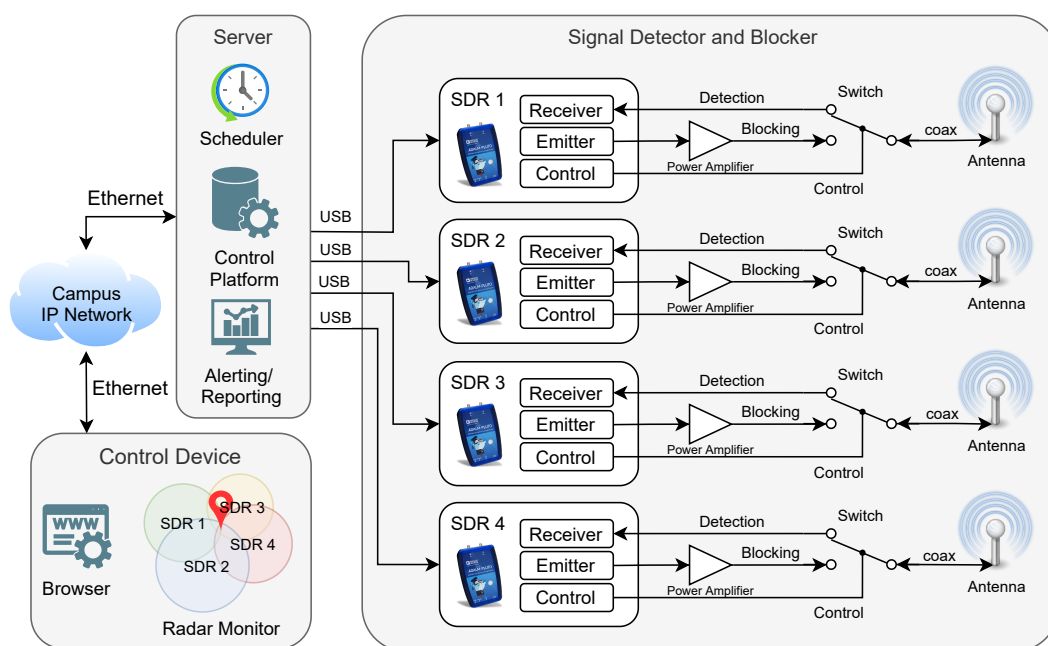 Server
Scheduler
Control
Platform
Alerting/
Reporting
Ethernet
Campus
IP Network
Ethernet
Control Device
WWW
Browser
SDR 1
SDR 3
SDR 4
SDR 2
Radar Monitor
USB
USB
USB
USB
Signal Detector and Blocker
SDR 1
Receiver
Emitter
Control
Detection
Blocking
Power Amplifier
Switch
Control
coax
Antenna
SDR 2
Receiver
Emitter
Control
Detection
Blocking
Power Amplifier
Switch
Control
coax
Antenna
SDR 3
Receiver
Emitter
Control
Detection
Blocking
Power Amplifier
Switch
Control
coax
Antenna
SDR 4
Receiver
Emitter
Control
Detection
Blocking
Power Amplifier
Switch
Control
coax
Antenna